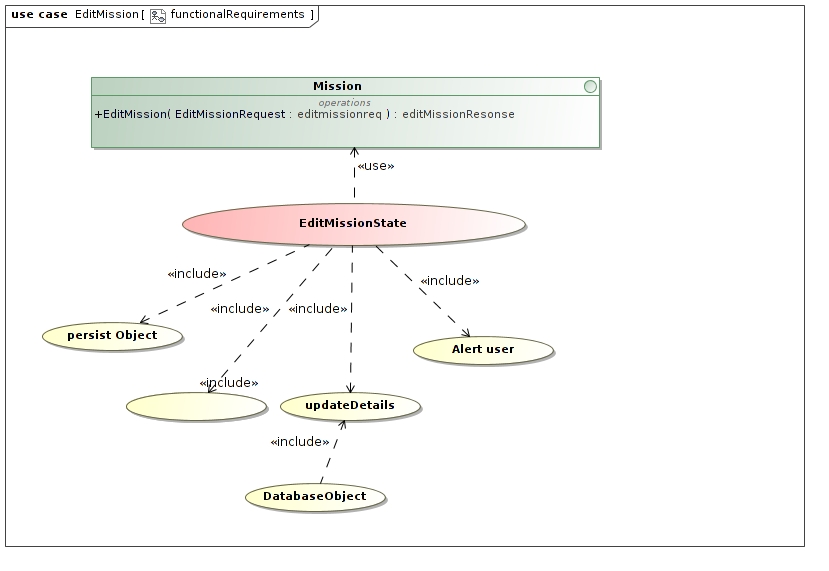 use case EditMission [ functionalRequirements ]
Mission
operations
+EditMission( EditMissionRequest : editmissionreq ) : editMissionResonse
«use»
EditMissionState
«include»
«include»
«include»
«include»
persist Object
Alert user
«include»
updateDetails
«include»
DatabaseObject